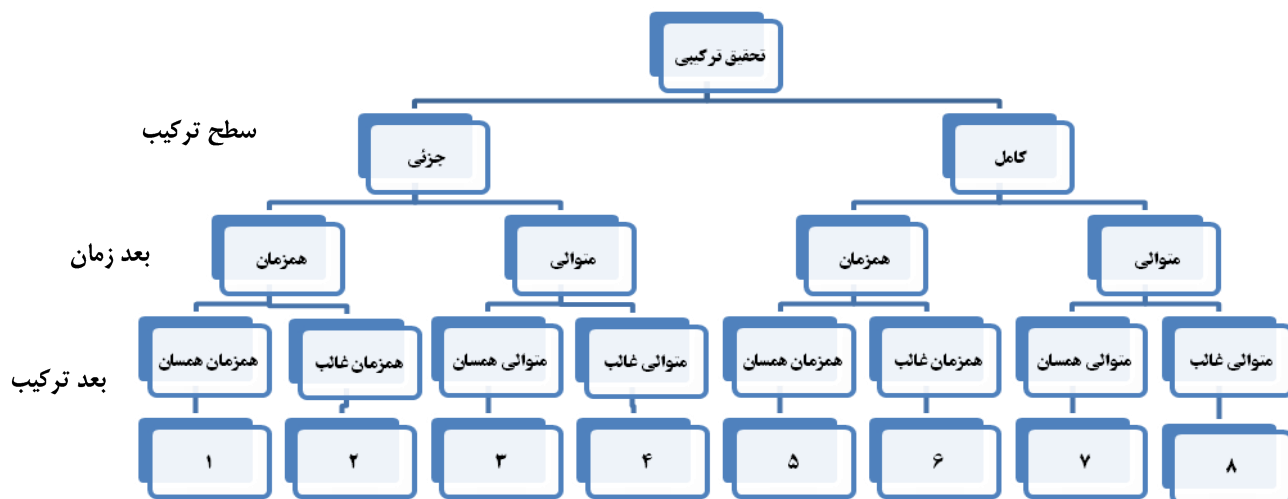 تحقیق ترکیبی
سطح ترکیب
کامل
جزئی
بعد زمان
متوالی
همزمان
متوالی
همزمان
بعد ترکیب
متوالی غالب
متوالی همسان
همزمان غالب
همزمان همسان
متوالی غالب
متوالی همسان
همزمان غالب
همزمان همسان
۸
۷
۶
۵
۴
۳
۲
۱